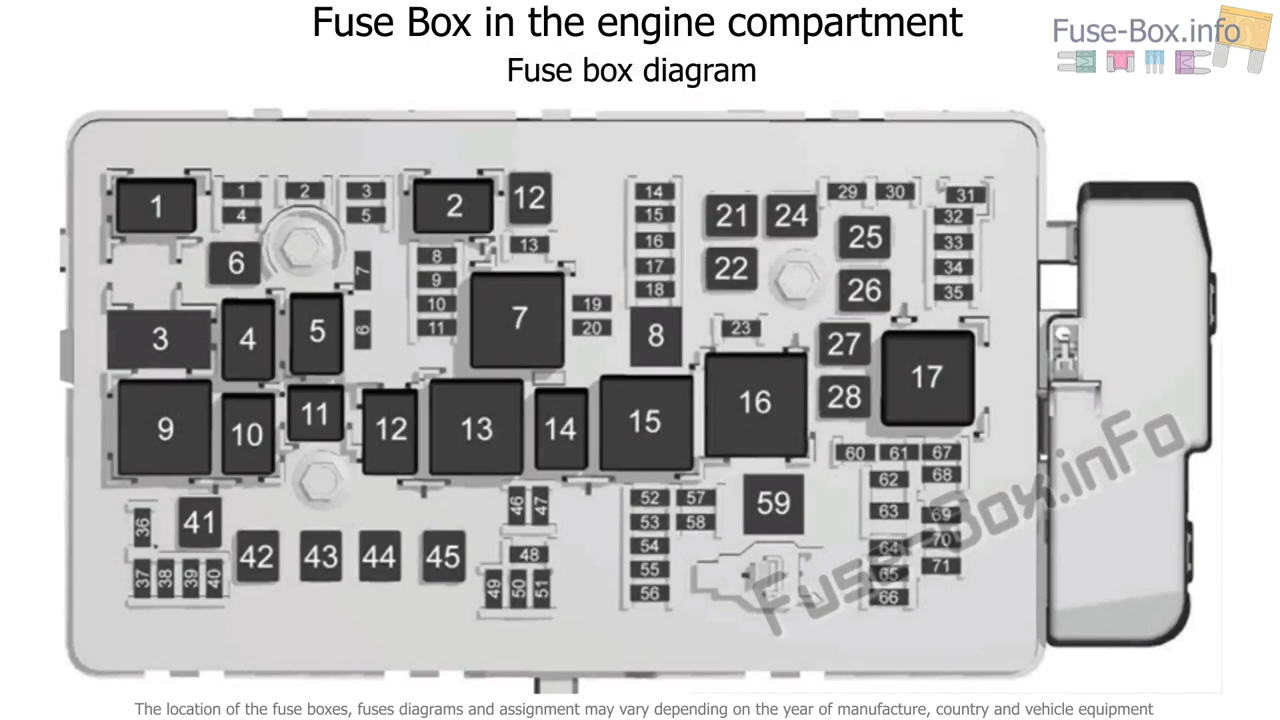 Fuse Box in the engine compartment
Fuse box diagram
Fuse-Box.info
1 1 2 3 2 12 14 21 24 29 30 31
4 5 15 32
6 7 8 13 16 22 25 33
9 17 26 34
10 19 18 35
3 4 5 6 11 7 20 8 23 27 17
9 10 11 12 13 14 15 16 28
60 61 67
62 68
36 41 46 47 52 57 59 63 69
53 58
42 43 44 45 48 54 64 70
37 38 39 40 49 50 51 55 65 71
56 66
Fuse-Box.inFo
The location of the fuse boxes, fuses diagrams and assignment may vary depending on the year of manufacture, country and vehicle equipment